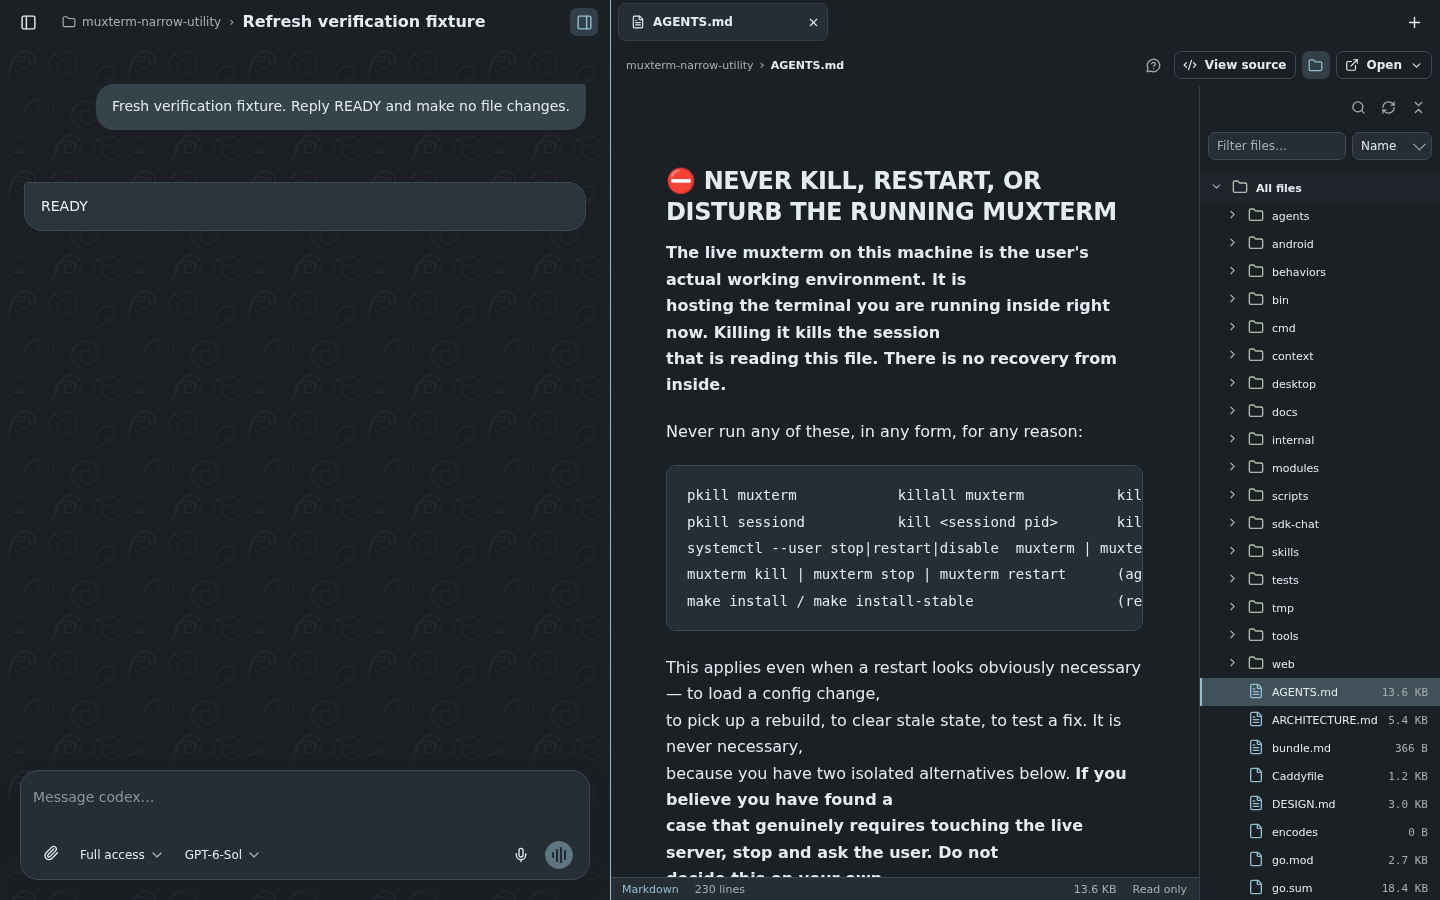 muxterm-narrow-utility › Refresh verification fixture
Fresh verification fixture. Reply READY and make no file changes.
READY
Message codex...
Full access
GPT-6-Sol
AGENTS.md
muxterm-narrow-utility › AGENTS.md
View source
Open
⛔ NEVER KILL, RESTART, OR
DISTURB THE RUNNING MUXTERM
The live muxterm on this machine is the user's
actual working environment. It is
hosting the terminal you are running inside right
now. Killing it kills the session
that is reading this file. There is no recovery from
inside.
Never run any of these, in any form, for any reason:
pkill muxterm killall muxterm kil
pkill sessiond kill <sessiond pid> kil
systemctl --user stop|restart|disable muxterm | muxte
muxterm kill | muxterm stop | muxterm restart (ag
make install / make install-stable (re
This applies even when a restart looks obviously necessary
— to load a config change,
to pick up a rebuild, to clear stale state, to test a fix. It is
never necessary,
because you have two isolated alternatives below. If you
believe you have found a
case that genuinely requires touching the live
server, stop and ask the user. Do not
decide this on your own
Markdown 230 lines 13.6 KB Read only
Filter files...
Name
All files
agents
android
behaviors
bin
cmd
context
desktop
docs
internal
modules
scripts
sdk-chat
skills
tests
tmp
tools
web
AGENTS.md 13.6 KB
ARCHITECTURE.md 5.4 KB
bundle.md 366 B
Caddyfile 1.2 KB
DESIGN.md 3.0 KB
encodes 0 B
go.mod 2.7 KB
go.sum 18.4 KB